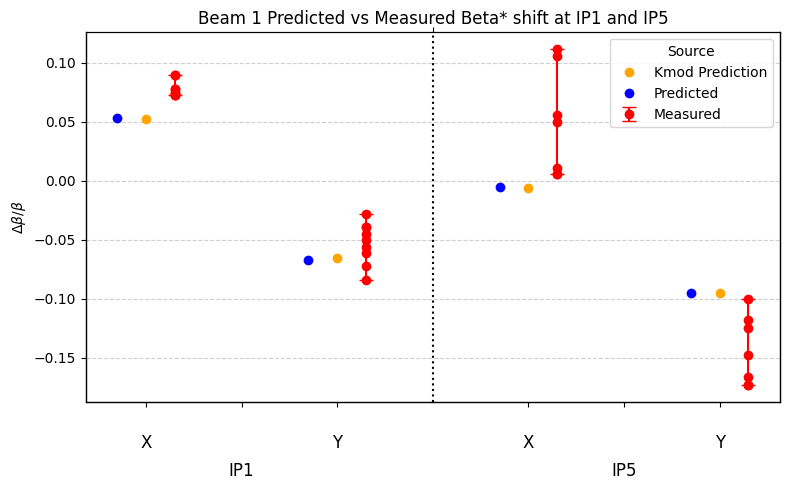 Beam 1 Predicted vs Measured Beta* shift at IP1 and IP5
Source
Kmod Prediction
Predicted
Measured
Δβ/β
0.10
0.05
0.00
−0.05
−0.10
−0.15
X Y X Y
IP1 IP5